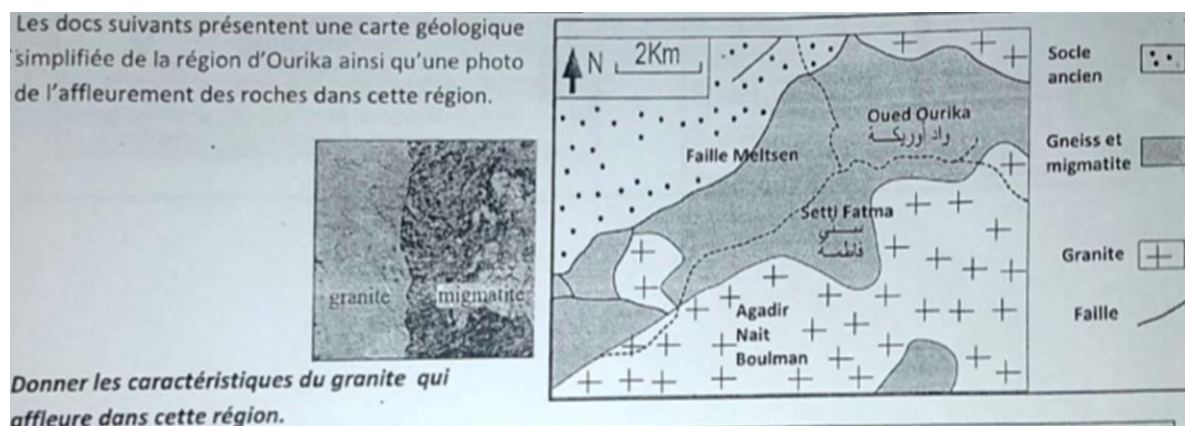 Les docs suivants présentent une carte géologique
simplifiée de la région d'Ourika ainsi qu'une photo
de l'affleurement des roches dans cette région.
granite
migmatite
Donner les caractéristiques du granite qui
affleure dans cette région.
N
2Km
Oued Ourika
واد أوريكة
Faille Meltsen
Setti Fatma
ستي
فاطمة
Agadir
Nait
Boulman
Socle
ancien
Gneiss et
migmatite
Granite
Faille